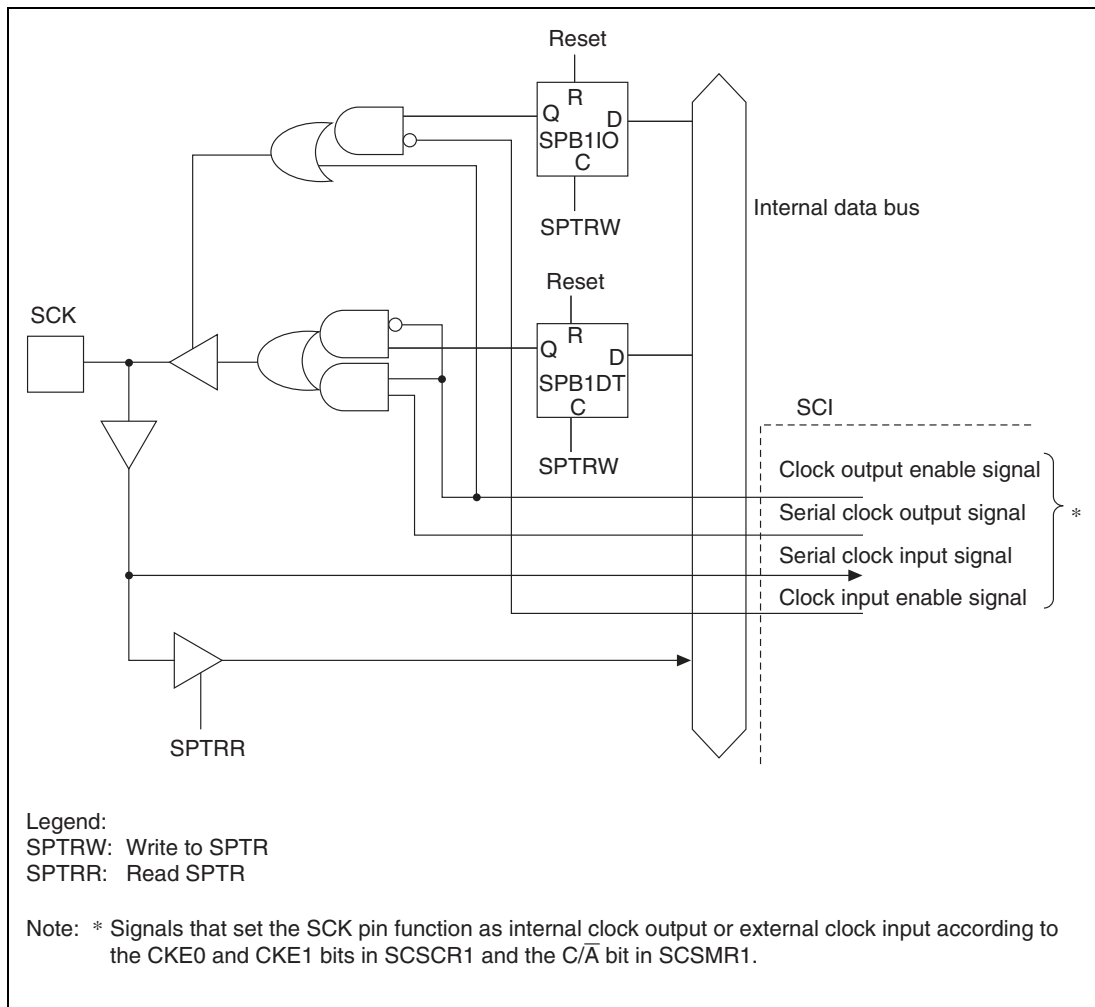 Reset
R
Q
D
SPB1IO
C
SPTRW
Internal data bus
Reset
SCK
R
Q
D
SPB1DT
C
SCI
SPTRW
Clock output enable signal
Serial clock output signal
*
Serial clock input signal
Clock input enable signal
SPTRR
Legend:
SPTRW: Write to SPTR
SPTRR: Read SPTR
Note: * Signals that set the SCK pin function as internal clock output or external clock input according to
the CKE0 and CKE1 bits in SCSCR1 and the C/A̅ bit in SCSMR1.